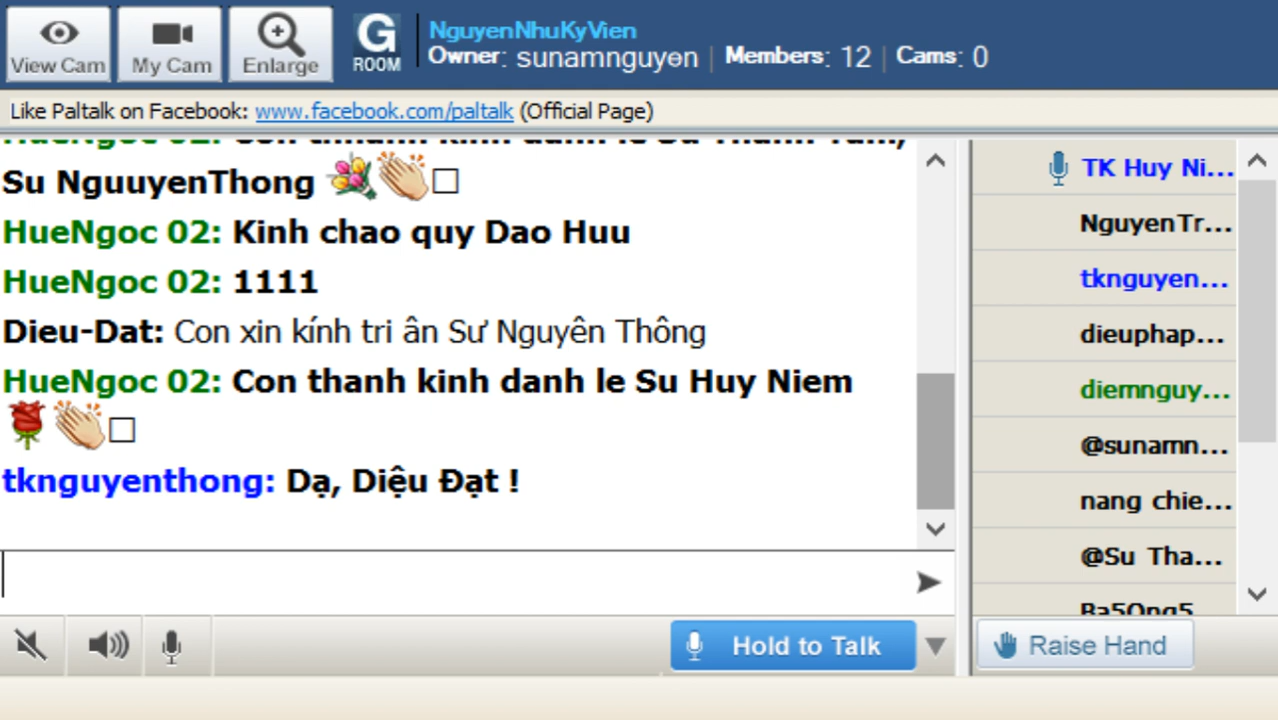 View Cam
My Cam
Enlarge
G
ROOM
NguyenNhuKyVien
Owner: sunamnguyen | Members: 12 | Cams: 0
Like Paltalk on Facebook: www.facebook.com/paltalk (Official Page)
Su NguuyenThong
HueNgoc 02: Kinh chao quy Dao Huu
HueNgoc 02: 1111
Dieu-Dat: Con xin kính tri ân Sư Nguyên Thông
HueNgoc 02: Con thanh kinh danh le Su Huy Niem
tknguyenthong: Dạ, Diệu Đạt !
TK Huy Ni...
NguyenTr...
tknguyen...
dieuphap...
diemnguy...
@sunamn...
nang chie...
@Su Tha...
Hold to Talk
Raise Hand